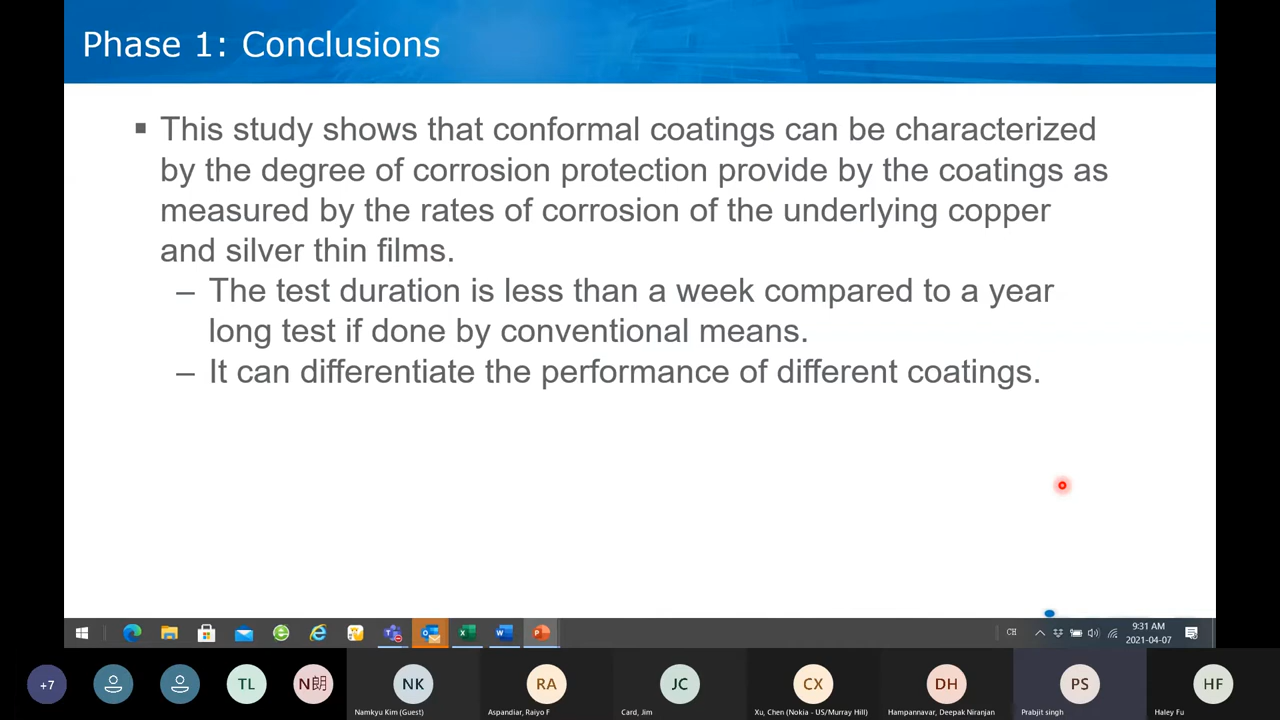 Phase 1: Conclusions
This study shows that conformal coatings can be characterized
by the degree of corrosion protection provide by the coatings as
measured by the rates of corrosion of the underlying copper
and silver thin films.
– The test duration is less than a week compared to a year
long test if done by conventional means.
– It can differentiate the performance of different coatings.
CH
9:31 AM
2021-04-07
+7
TL
N朗
NK
RA
JC
CX
DH
PS
HF
Namkyu Kim (Guest)
Aspandiar, Raiyo F
Card, Jim
Xu, Chen (Nokia - US/Murray Hill)
Hampannavar, Deepak Niranjan
Prabjit singh
Haley Fu